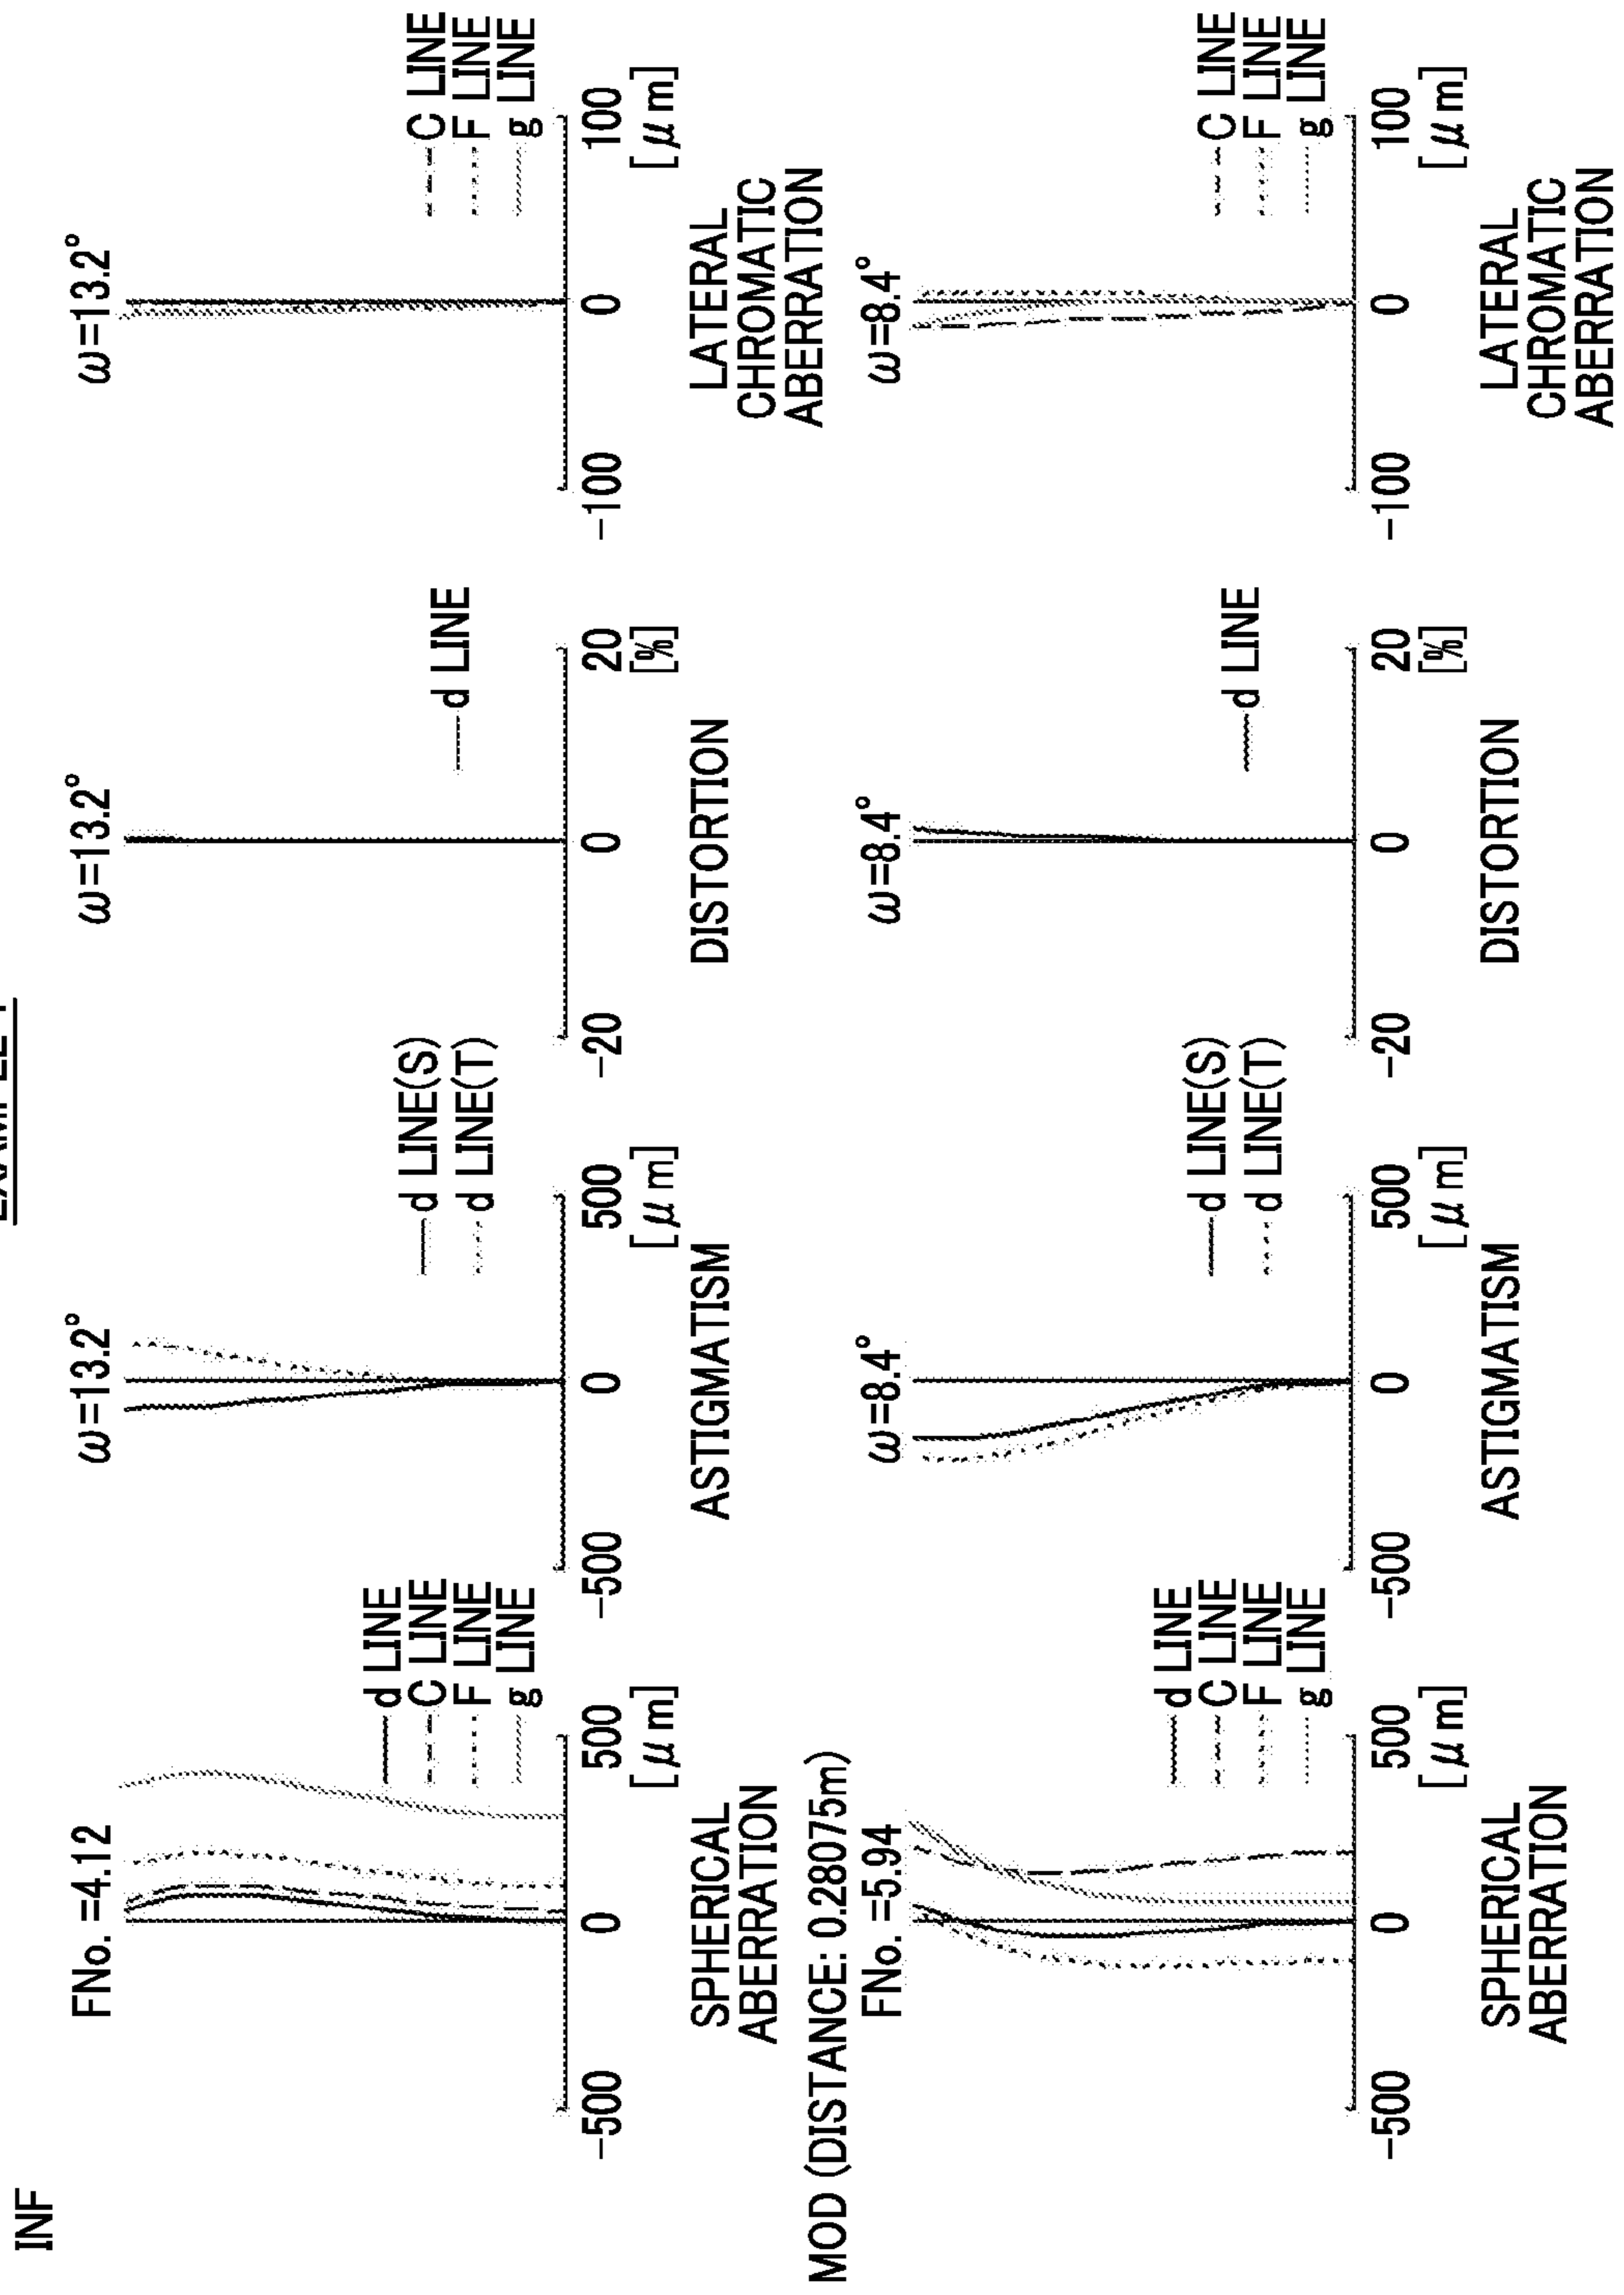 INF
FNo. =4.12
d LINE
C LINE
F LINE
g LINE
-500
0
500
[μm]
SPHERICAL
ABERRATION
ω=13.2°
d LINE(S)
d LINE(T)
-500
0
500
[μm]
ASTIGMATISM
ω=13.2°
d LINE
-20
0
20
[%]
DISTORTION
ω=13.2°
C LINE
F LINE
g LINE
-100
0
100
[μm]
LATERAL
CHROMATIC
ABERRATION
MOD (DISTANCE: 0.28075m)
FNo. =5.94
d LINE
C LINE
F LINE
g LINE
-500
0
500
[μm]
SPHERICAL
ABERRATION
ω=8.4°
d LINE(S)
d LINE(T)
-500
0
500
[μm]
ASTIGMATISM
ω=8.4°
d LINE
-20
0
20
[%]
DISTORTION
ω=8.4°
C LINE
F LINE
g LINE
-100
0
100
[μm]
LATERAL
CHROMATIC
ABERRATION